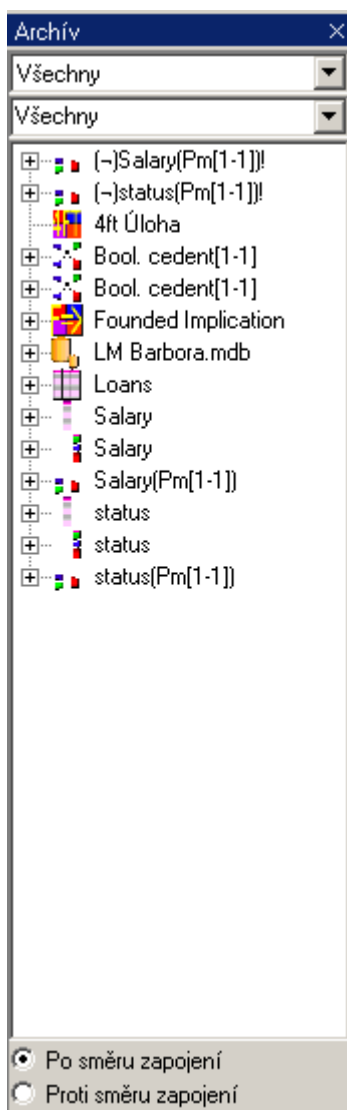 Archív
Všechny
Všechny
(¬)Salary(Pm[1-1])!
(¬)status(Pm[1-1])!
4ft Úloha
Bool. cedent[1-1]
Bool. cedent[1-1]
Founded Implication
LM Barbora.mdb
Loans
Salary
Salary
Salary(Pm[1-1])
status
status
status(Pm[1-1])
Po směru zapojení
Proti směru zapojení